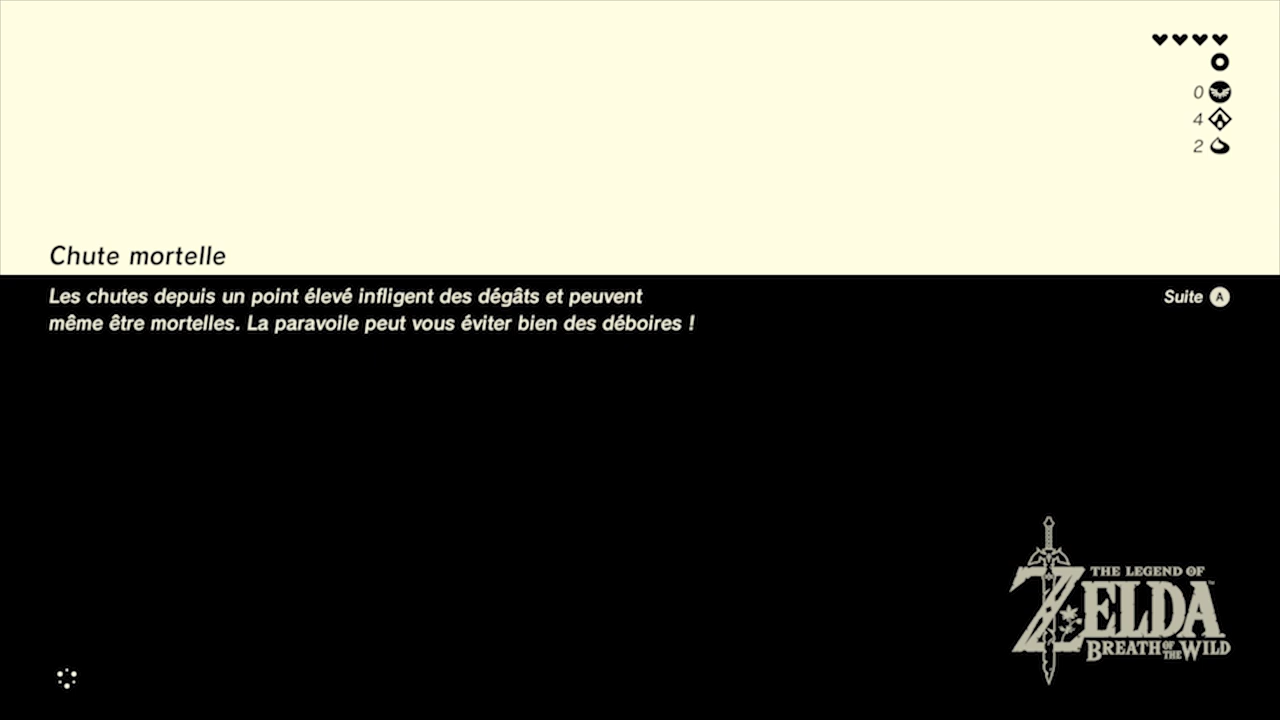 0
4
2
Chute mortelle
Les chutes depuis un point élevé infligent des dégâts et peuvent
même être mortelles. La paravoile peut vous éviter bien des déboires !
Suite A
THE LEGEND OF
ZELDA™
BREATH OF THE WILD